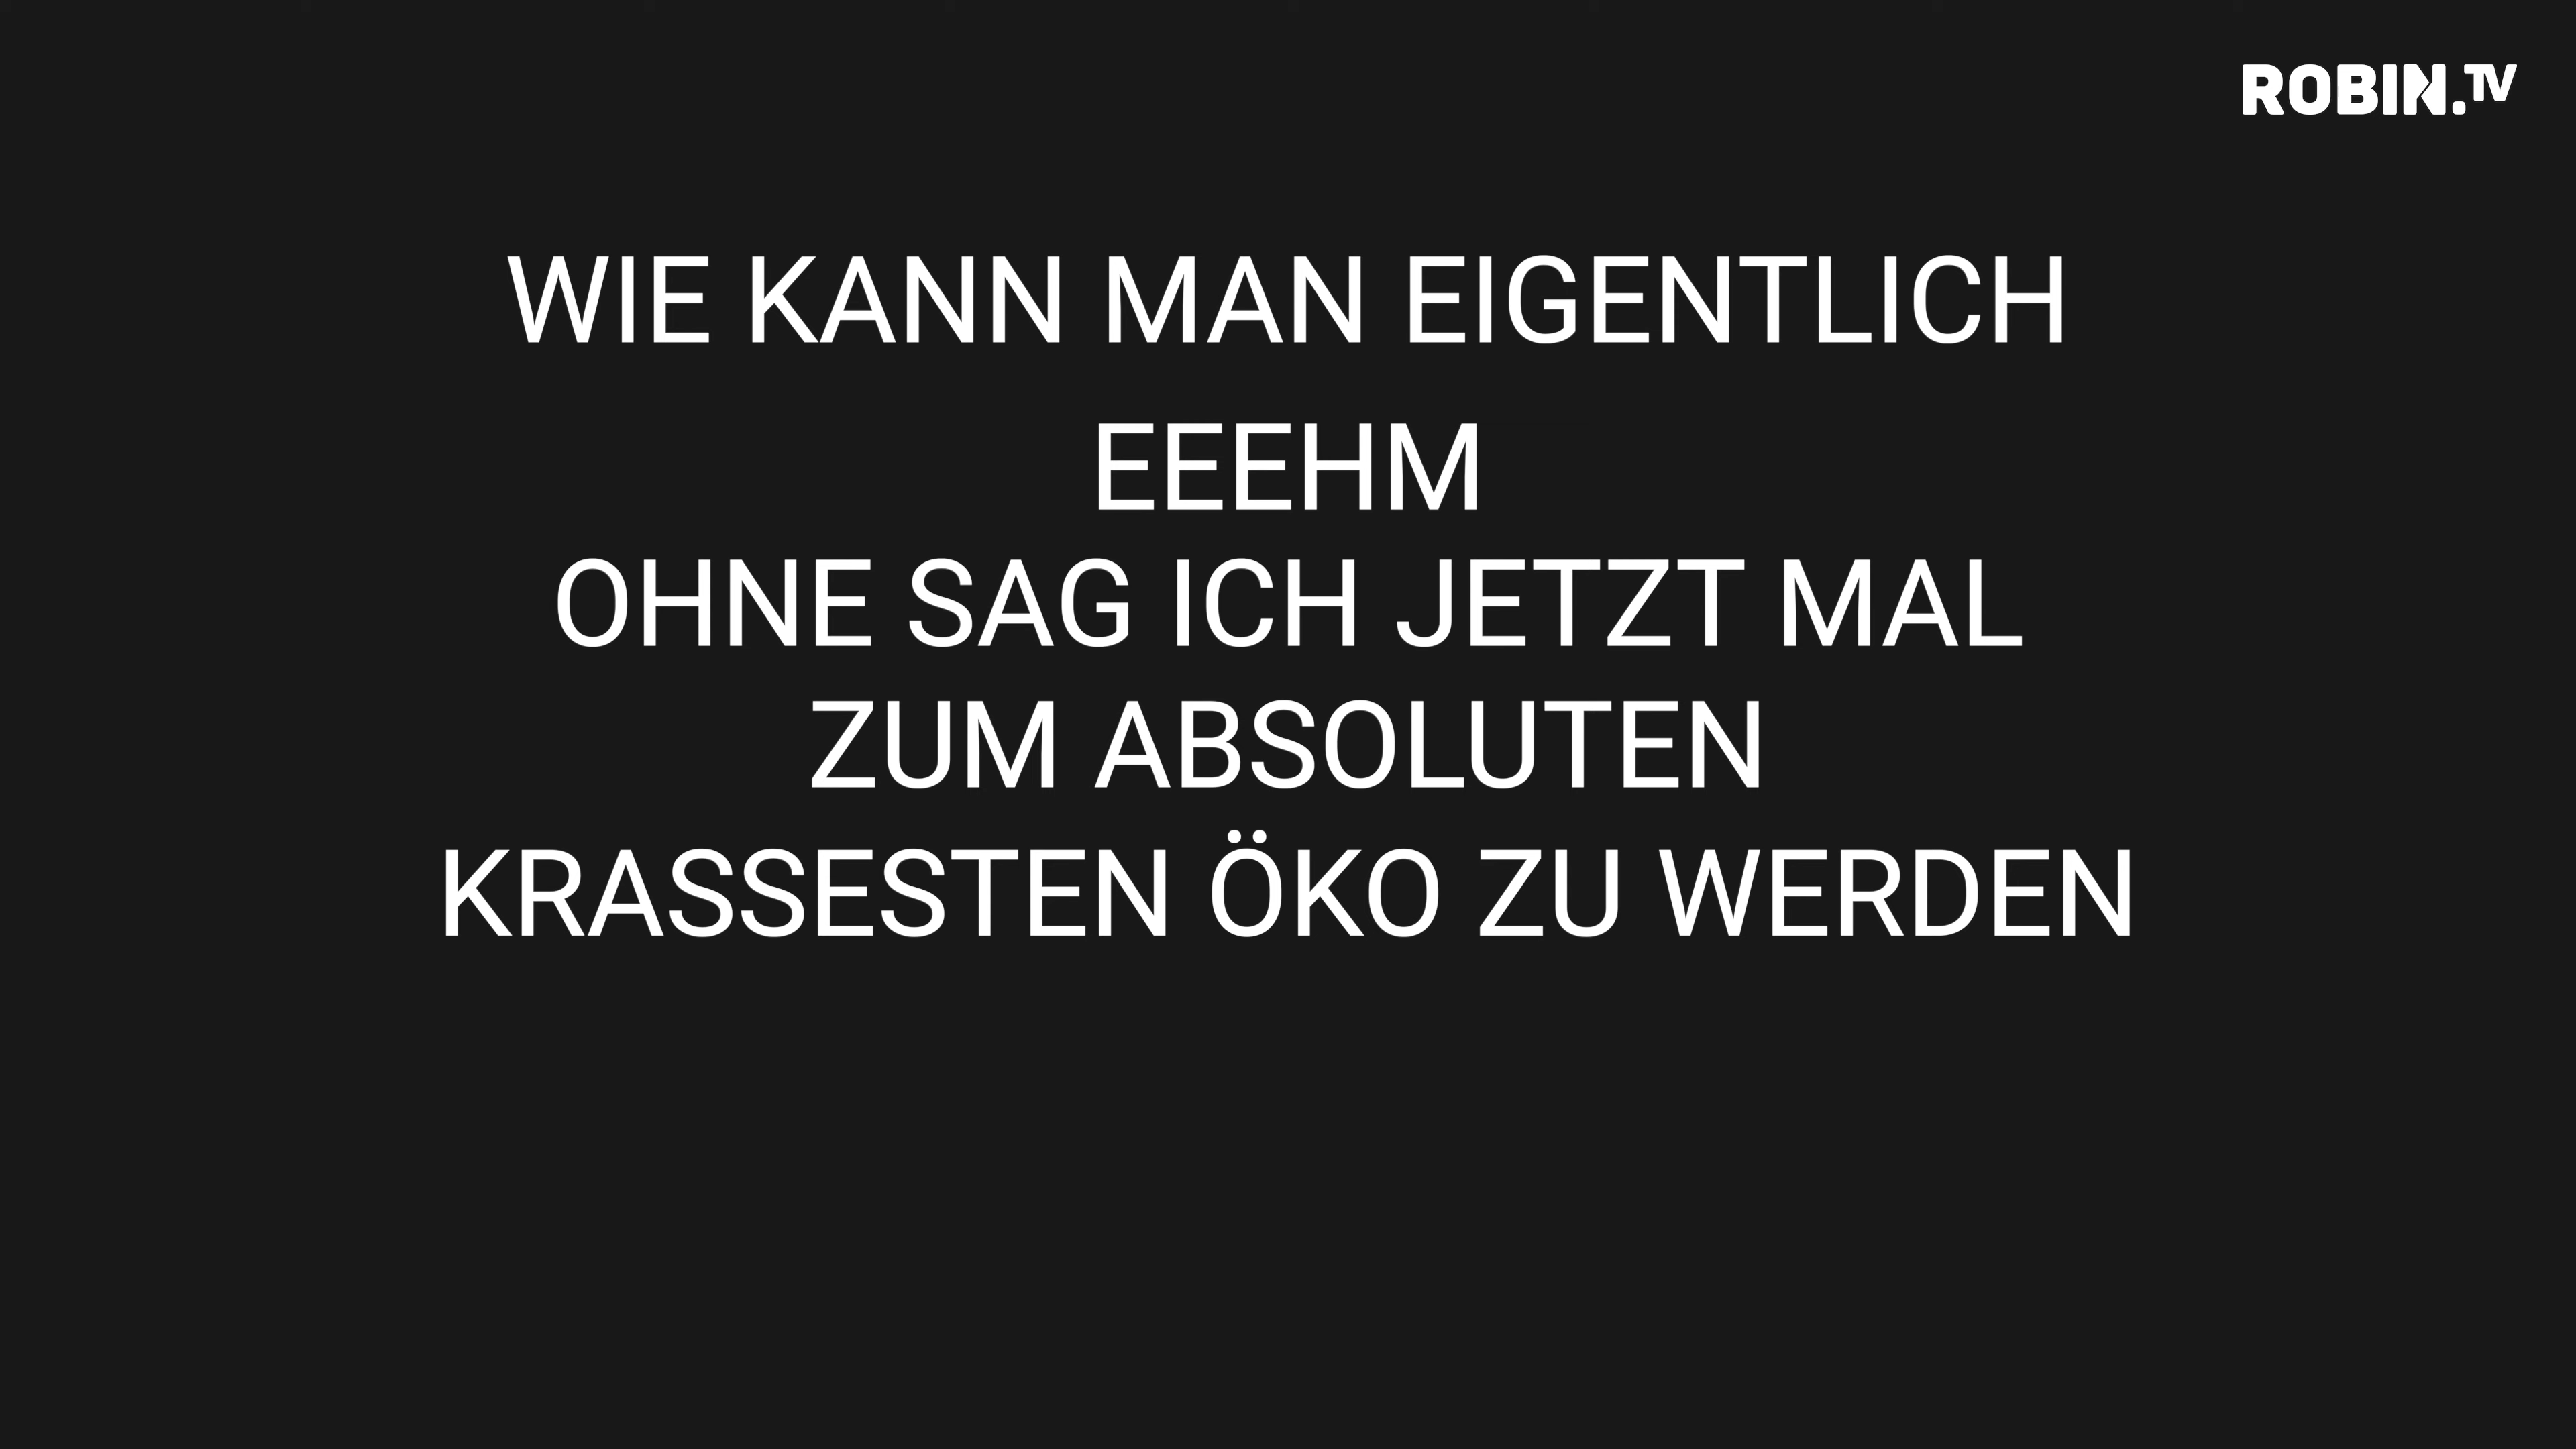 ROBIN.TV
WIE KANN MAN EIGENTLICH
EEEHM
OHNE SAG ICH JETZT MAL
ZUM ABSOLUTEN
KRASSESTEN ÖKO ZU WERDEN